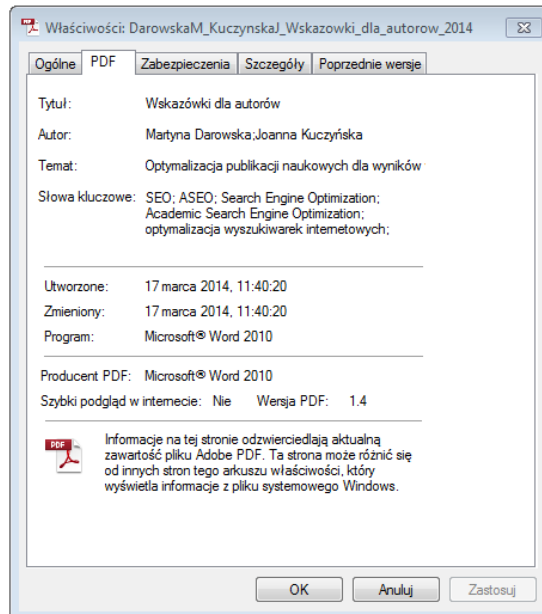 Właściwości: DarowskaM_KuczynskaJ_Wskazowki_dla_autorow_2014
Ogólne PDF Zabezpieczenia Szczegóły Poprzednie wersje
Tytuł: Wskazówki dla autorów
Autor: Martyna Darowska;Joanna Kuczyńska
Temat: Optymalizacja publikacji naukowych dla wyników
Słowa kluczowe: SEO; ASEO; Search Engine Optimization;
Academic Search Engine Optimization;
optymalizacja wyszukiwarek internetowych;
Utworzone: 17 marca 2014, 11:40:20
Zmieniony: 17 marca 2014, 11:40:20
Program: Microsoft® Word 2010
Producent PDF: Microsoft® Word 2010
Szybki podgląd w internecie: Nie Wersja PDF: 1.4
PDF
Informacje na tej stronie odzwierciedlają aktualną
zawartość pliku Adobe PDF. Ta strona może różnić się
od innych stron tego arkuszu właściwości, który
wyświetla informacje z pliku systemowego Windows.
OK Anuluj Zastosuj